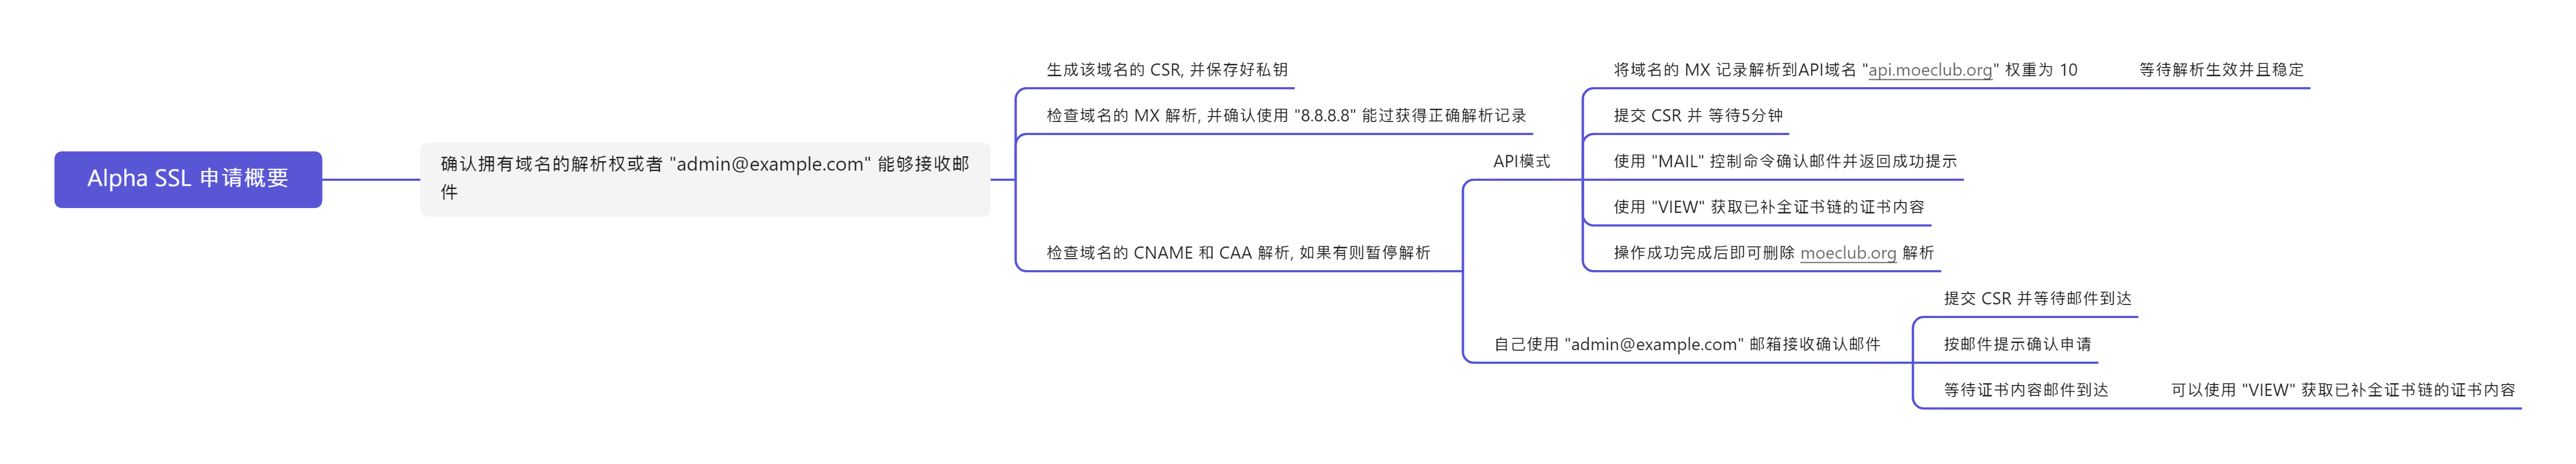 Alpha SSL 申请概要
确认拥有域名的解析权或者 "admin@example.com" 能够接收邮
件
生成该域名的 CSR, 并保存好私钥
检查域名的 MX 解析, 并确认使用 "8.8.8.8" 能过获得正确解析记录
检查域名的 CNAME 和 CAA 解析, 如果有则暂停解析
API模式
将域名的 MX 记录解析到API域名 "api.moeclub.org" 权重为 10
等待解析生效并且稳定
提交 CSR 并 等待5分钟
使用 "MAIL" 控制命令确认邮件并返回成功提示
使用 "VIEW" 获取已补全证书链的证书内容
操作成功完成后即可删除 moeclub.org 解析
自己使用 "admin@example.com" 邮箱接收确认邮件
提交 CSR 并等待邮件到达
按邮件提示确认申请
等待证书内容邮件到达
可以使用 "VIEW" 获取已补全证书链的证书内容